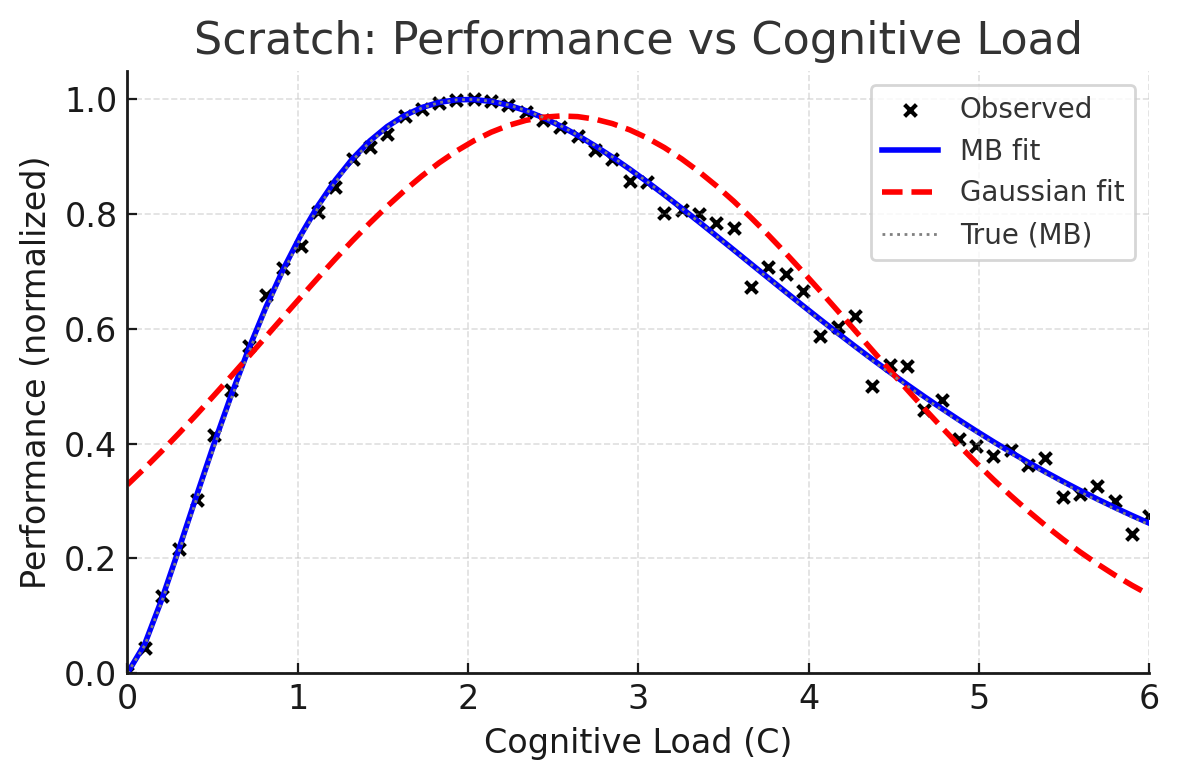 Scratch: Performance vs Cognitive Load
Performance (normalized)
1.0
0.8
0.6
0.4
0.2
0.0
Observed
MB fit
Gaussian fit
True (MB)
0 1 2 3 4 5 6
Cognitive Load (C)